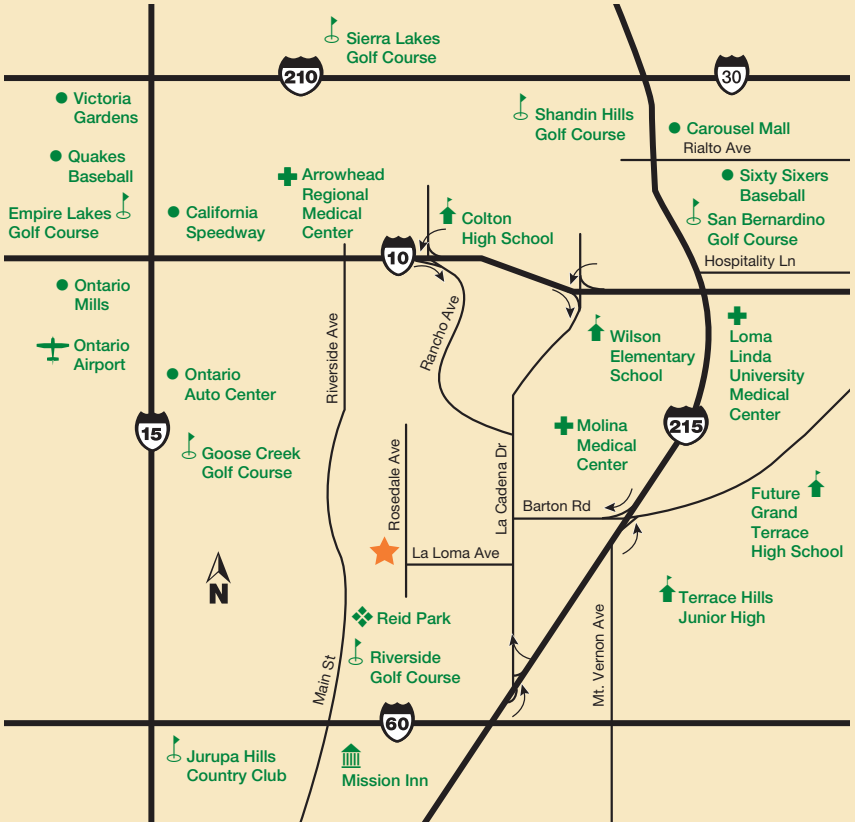 Sierra Lakes
Golf Course
210
30
Victoria
Gardens
Shandin Hills
Golf Course
Carousel Mall
Rialto Ave
Quakes
Baseball
Arrowhead
Regional
Medical
Center
Sixty Sixers
Baseball
Empire Lakes
Golf Course
California
Speedway
Colton
High School
San Bernardino
Golf Course
10
Hospitality Ln
Ontario
Mills
Riverside Ave
Rancho Ave
Wilson
Elementary
School
Loma
Linda
University
Medical
Center
Ontario
Airport
Ontario
Auto Center
15
215
Goose Creek
Golf Course
Rosedale Ave
La Cadena Dr
Molina
Medical
Center
Barton Rd
Future
Grand
Terrace
High School
La Loma Ave
N
Reid Park
Terrace Hills
Junior High
Riverside
Golf Course
Main St
Mt. Vernon Ave
60
Jurupa Hills
Country Club
Mission Inn